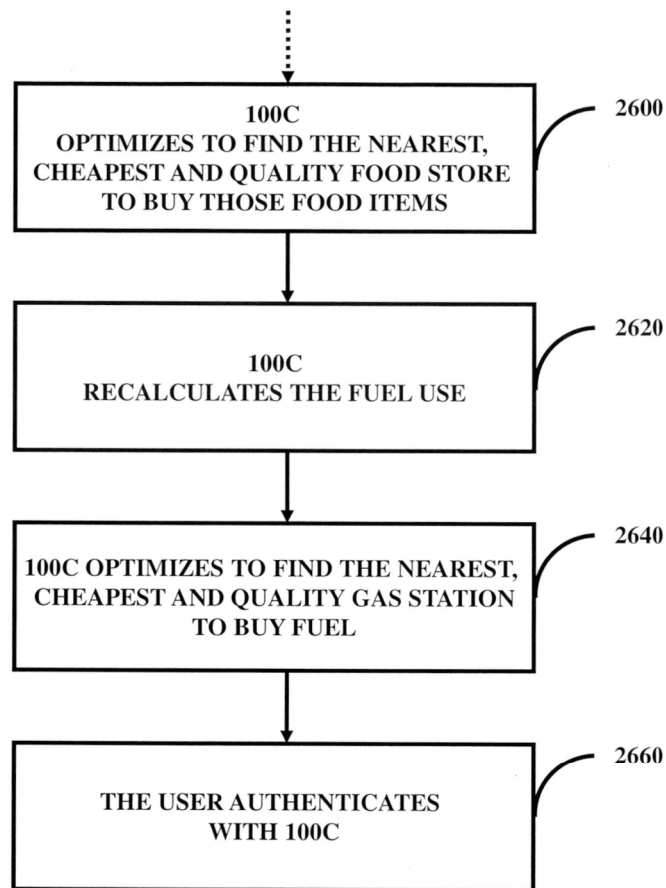 100C
OPTIMIZES TO FIND THE NEAREST,
CHEAPEST AND QUALITY FOOD STORE
TO BUY THOSE FOOD ITEMS
2600
100C
RECALCULATES THE FUEL USE
2620
100C OPTIMIZES TO FIND THE NEAREST,
CHEAPEST AND QUALITY GAS STATION
TO BUY FUEL
2640
THE USER AUTHENTICATES
WITH 100C
2660